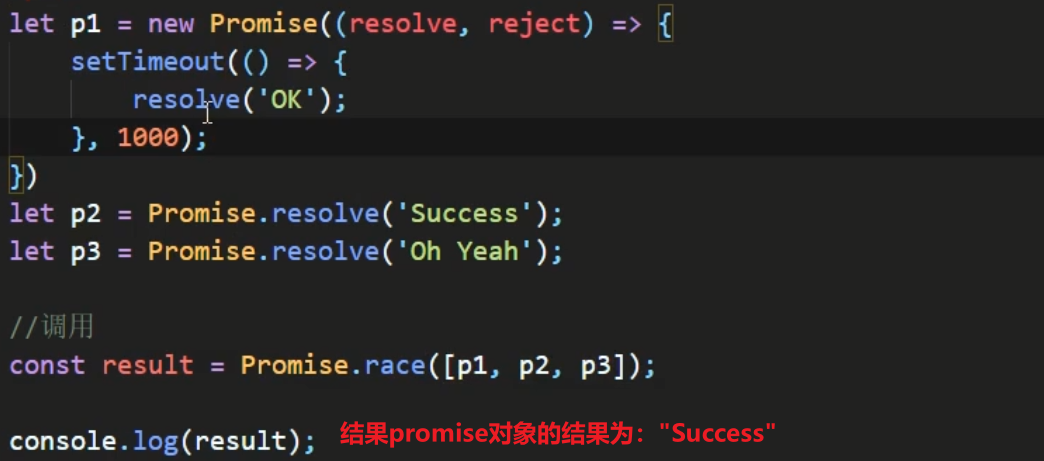 let p1 = new Promise((resolve, reject) => {
    setTimeout(() => {
        resolve('OK');
    }, 1000);
})
let p2 = Promise.resolve('Success');
let p3 = Promise.resolve('Oh Yeah');
//调用
const result = Promise.race([p1, p2, p3]);
console.log(result); 结果promise对象的结果为："Success"